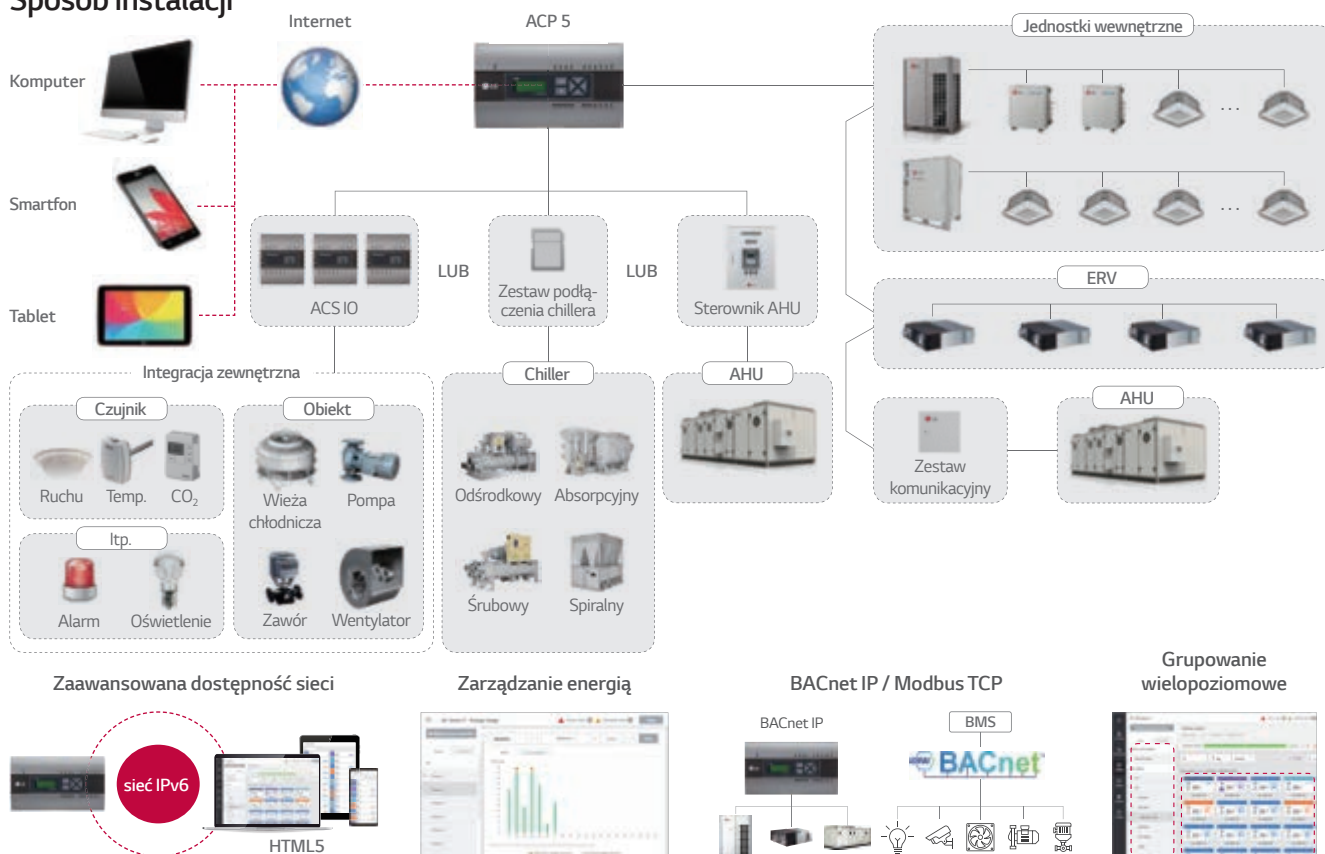 Sposób instalacji
Internet
ACP 5
Jednostki wewnętrzne
Komputer
Smartfon
Tablet
ACS IO
LUB
Zestaw podłą-
czenia chillera
LUB
Sterownik AHU
ERV
Integracja zewnętrzna
Czujnik
Ruchu
Temp.
CO₂
Itp.
Alarm
Oświetlenie
Obiekt
Wieża
chłodnicza
Pompa
Zawór
Wentylator
Chiller
Odśrodkowy
Absorpcyjny
Śrubowy
Spiralny
AHU
Zestaw
komunikacyjny
AHU
Zaawansowana dostępność sieci
sieć IPv6
HTML5
Zarządzanie energią
BACnet IP / Modbus TCP
BACnet IP
BMS
BACnet
Grupowanie
wielopoziomowe